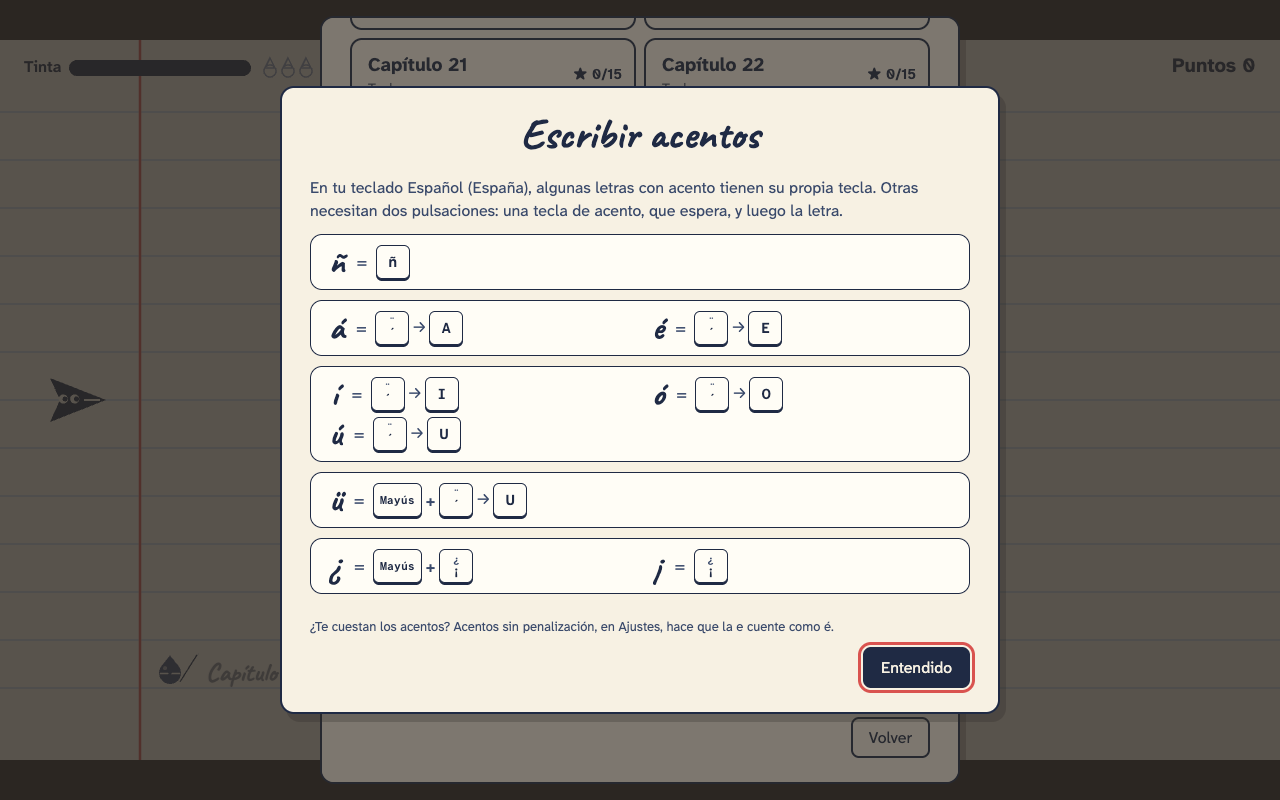 Tinta
Capítulo 21
0/15
Capítulo 22
0/15
Puntos 0
Escribir acentos
En tu teclado Español (España), algunas letras con acento tienen su propia tecla. Otras
necesitan dos pulsaciones: una tecla de acento, que espera, y luego la letra.
ñ = ñ
á = ¨ ´ → A
é = ¨ ´ → E
í = ¨ ´ → I
ó = ¨ ´ → O
ú = ¨ ´ → U
ü = Mayús + ¨ ´ → U
¿ = Mayús + ¿ ¡
¡ = ¿ ¡
¿Te cuestan los acentos? Acentos sin penalización, en Ajustes, hace que la e cuente como é.
Entendido
Capítulo
Volver